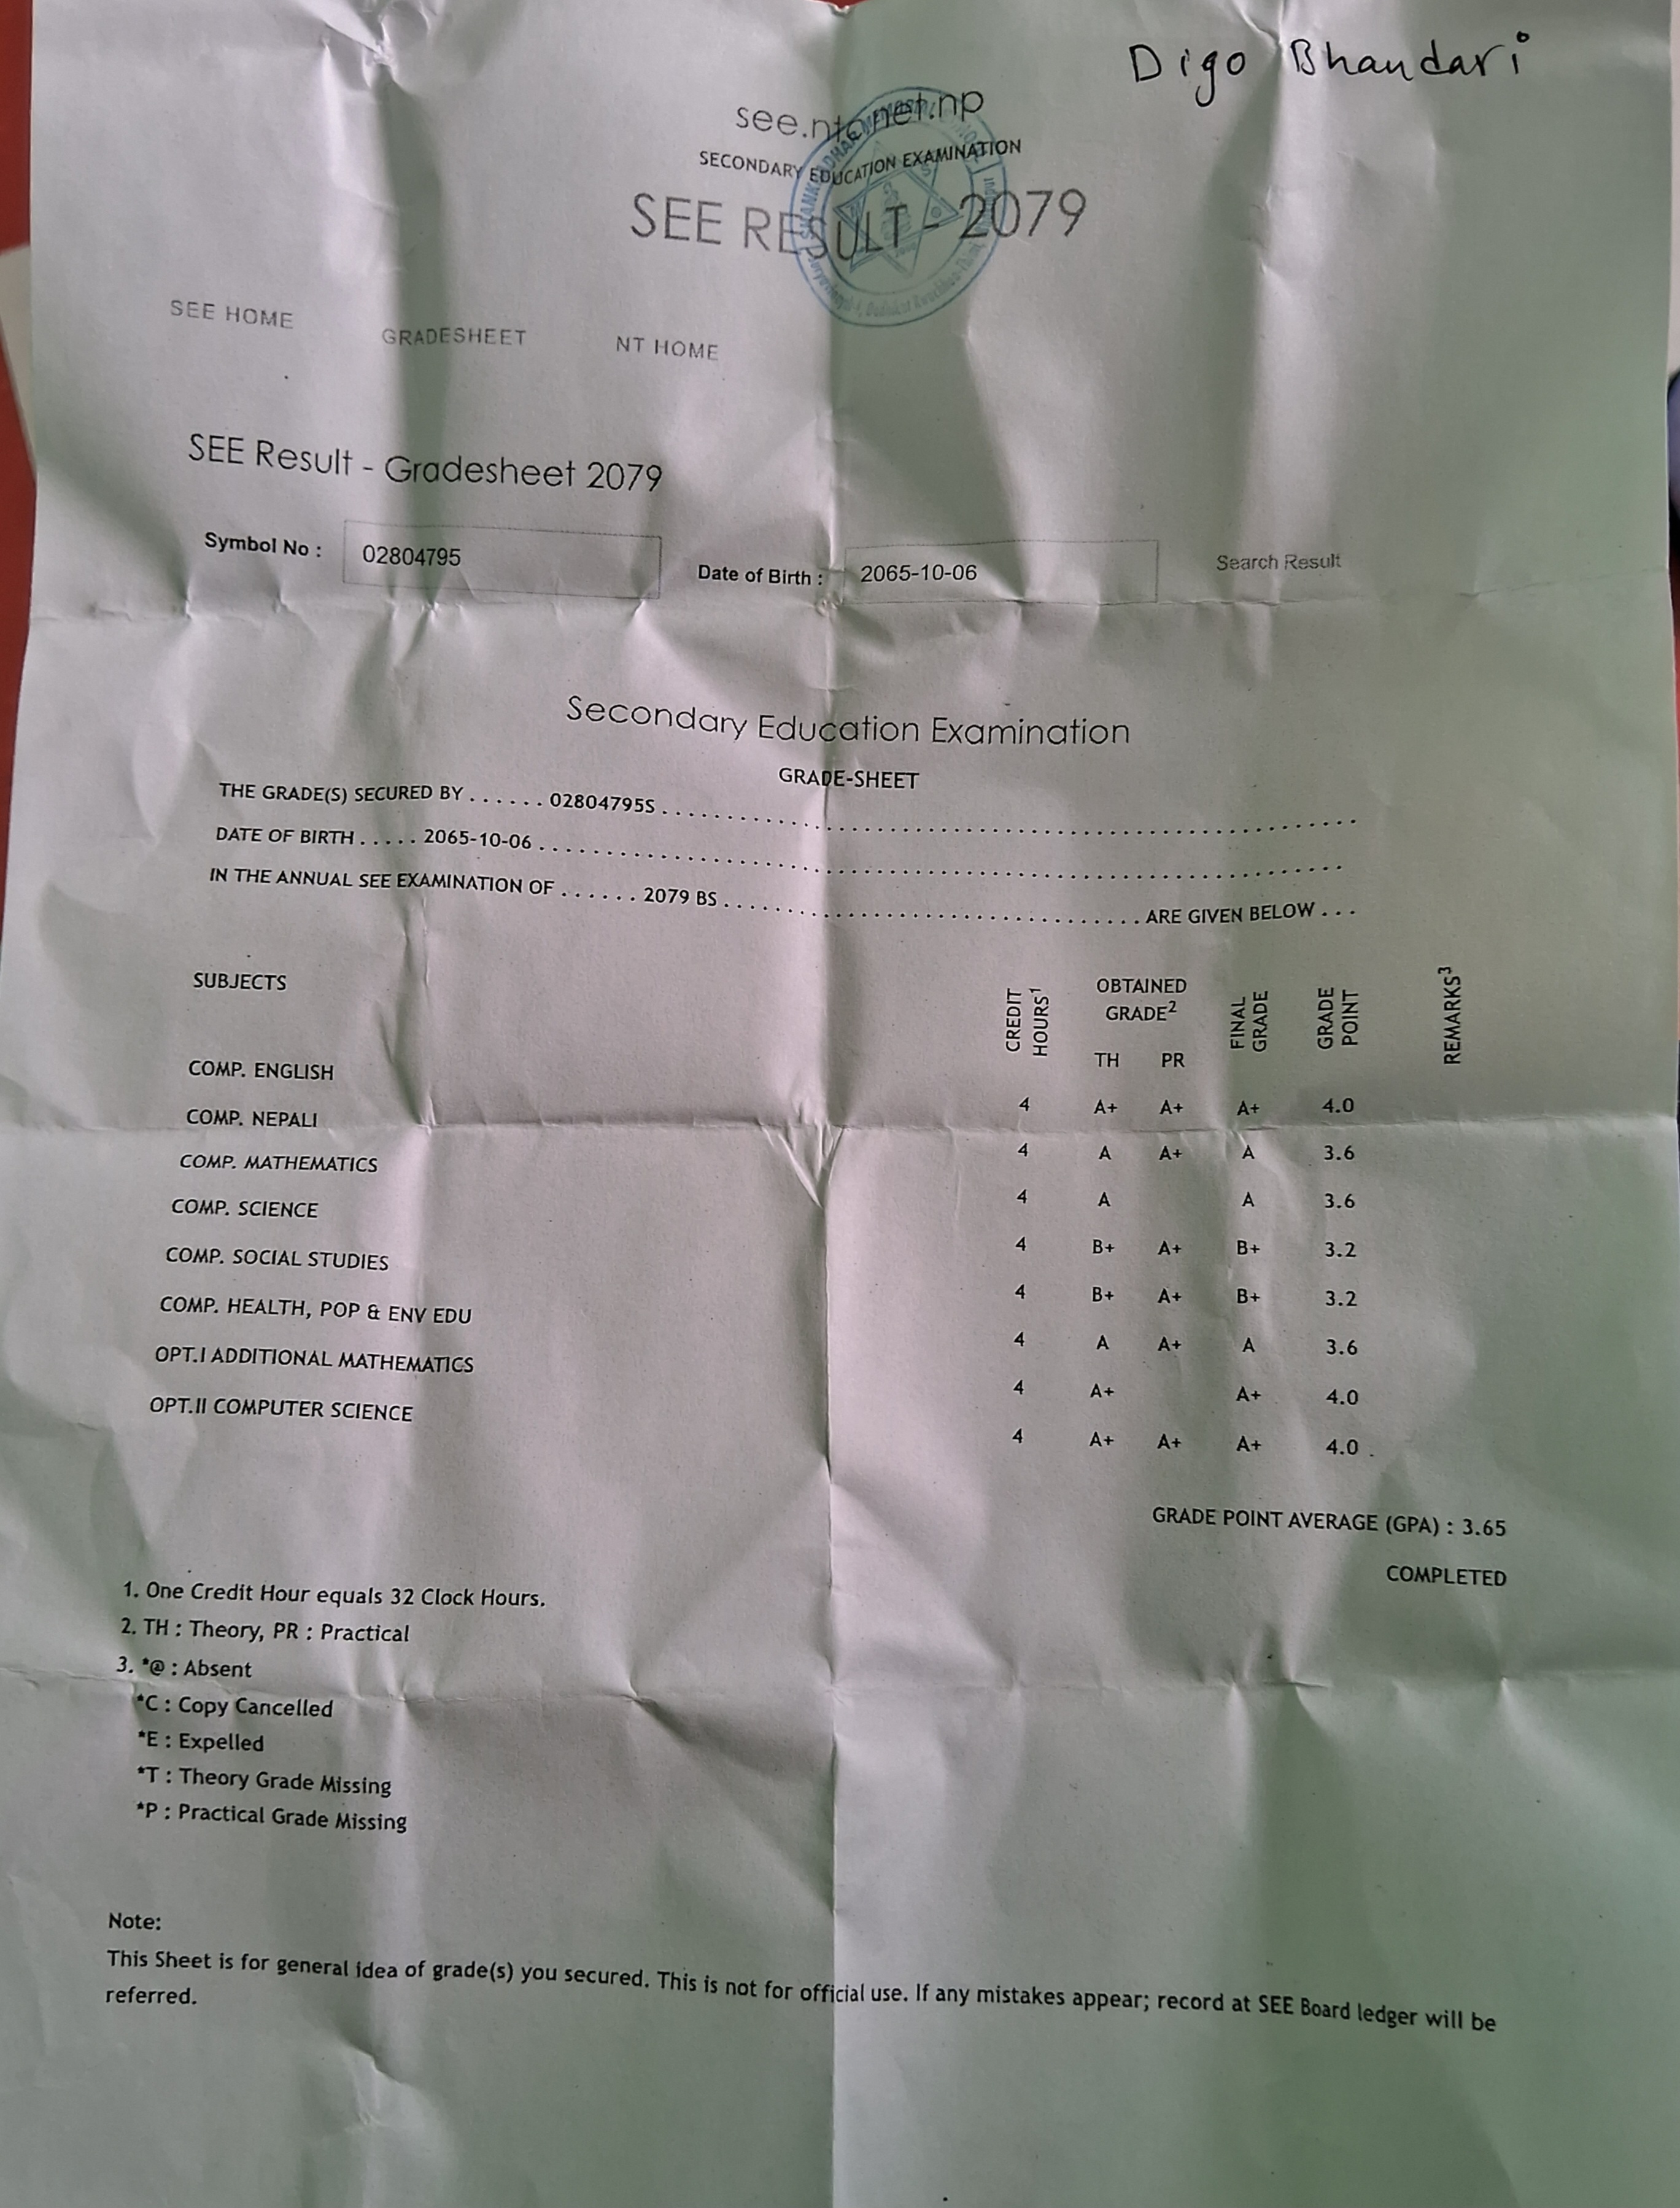 Digo Bhandari
see.ntc.net.np
SECONDARY EDUCATION EXAMINATION
SEE RESULT - 2079
SEE HOME GRADESHEET NT HOME
SEE Result - Gradesheet 2079
Symbol No : 02804795 Date of Birth : 2065-10-06 Search Result
Secondary Education Examination
GRADE-SHEET
THE GRADE(S) SECURED BY ...... 02804795S ..........
DATE OF BIRTH ..... 2065-10-06 ..........
IN THE ANNUAL SEE EXAMINATION OF ...... 2079 BS .......... ARE GIVEN BELOW ...
SUBJECTS CREDIT HOURS1 OBTAINED GRADE2 FINAL GRADE GRADE POINT REMARKS3
TH PR
COMP. ENGLISH 4 A+ A+ A+ 4.0
COMP. NEPALI 4 A A+ A 3.6
COMP. MATHEMATICS 4 A A 3.6
COMP. SCIENCE 4 B+ A+ B+ 3.2
COMP. SOCIAL STUDIES 4 B+ A+ B+ 3.2
COMP. HEALTH, POP & ENV EDU 4 A A+ A 3.6
OPT.I ADDITIONAL MATHEMATICS 4 A+ A+ 4.0
OPT.II COMPUTER SCIENCE 4 A+ A+ A+ 4.0
GRADE POINT AVERAGE (GPA) : 3.65
COMPLETED
1. One Credit Hour equals 32 Clock Hours.
2. TH : Theory, PR : Practical
3. *@ : Absent
*C : Copy Cancelled
*E : Expelled
*T : Theory Grade Missing
*P : Practical Grade Missing
Note:
This Sheet is for general idea of grade(s) you secured. This is not for official use. If any mistakes appear; record at SEE Board ledger will be
referred.